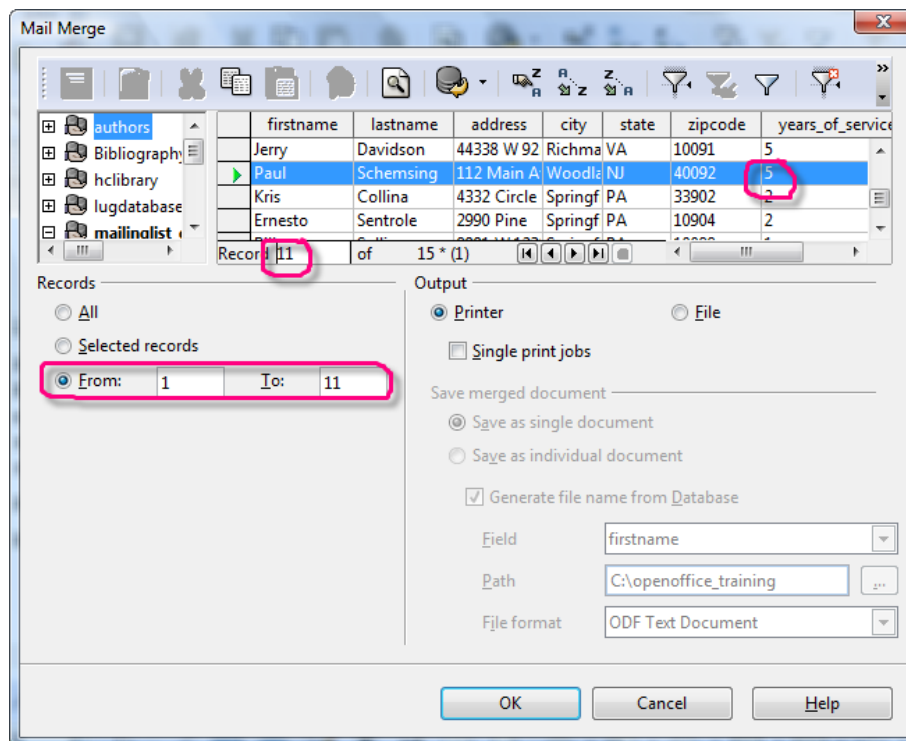 Mail Merge
authors
Bibliography
hclibrary
lugdatabase
firstname lastname address city state zipcode years_of_service
Jerry Davidson 44338 W 92 Richma VA 10091 5
Paul Schemsing 112 Main A Woodla NJ 40092 5
Kris Collina 4332 Circle Springf PA 33902 2
Ernesto Sentrole 2990 Pine Springf PA 10904 2
Record 11 of 15 * (1)
Records
All
Selected records
From: 1 To: 11
Output
Printer File
Single print jobs
Save merged document
Save as single document
Save as individual document
Generate file name from Database
Field firstname
Path C:\openoffice_training ...
File format ODF Text Document
OK Cancel Help